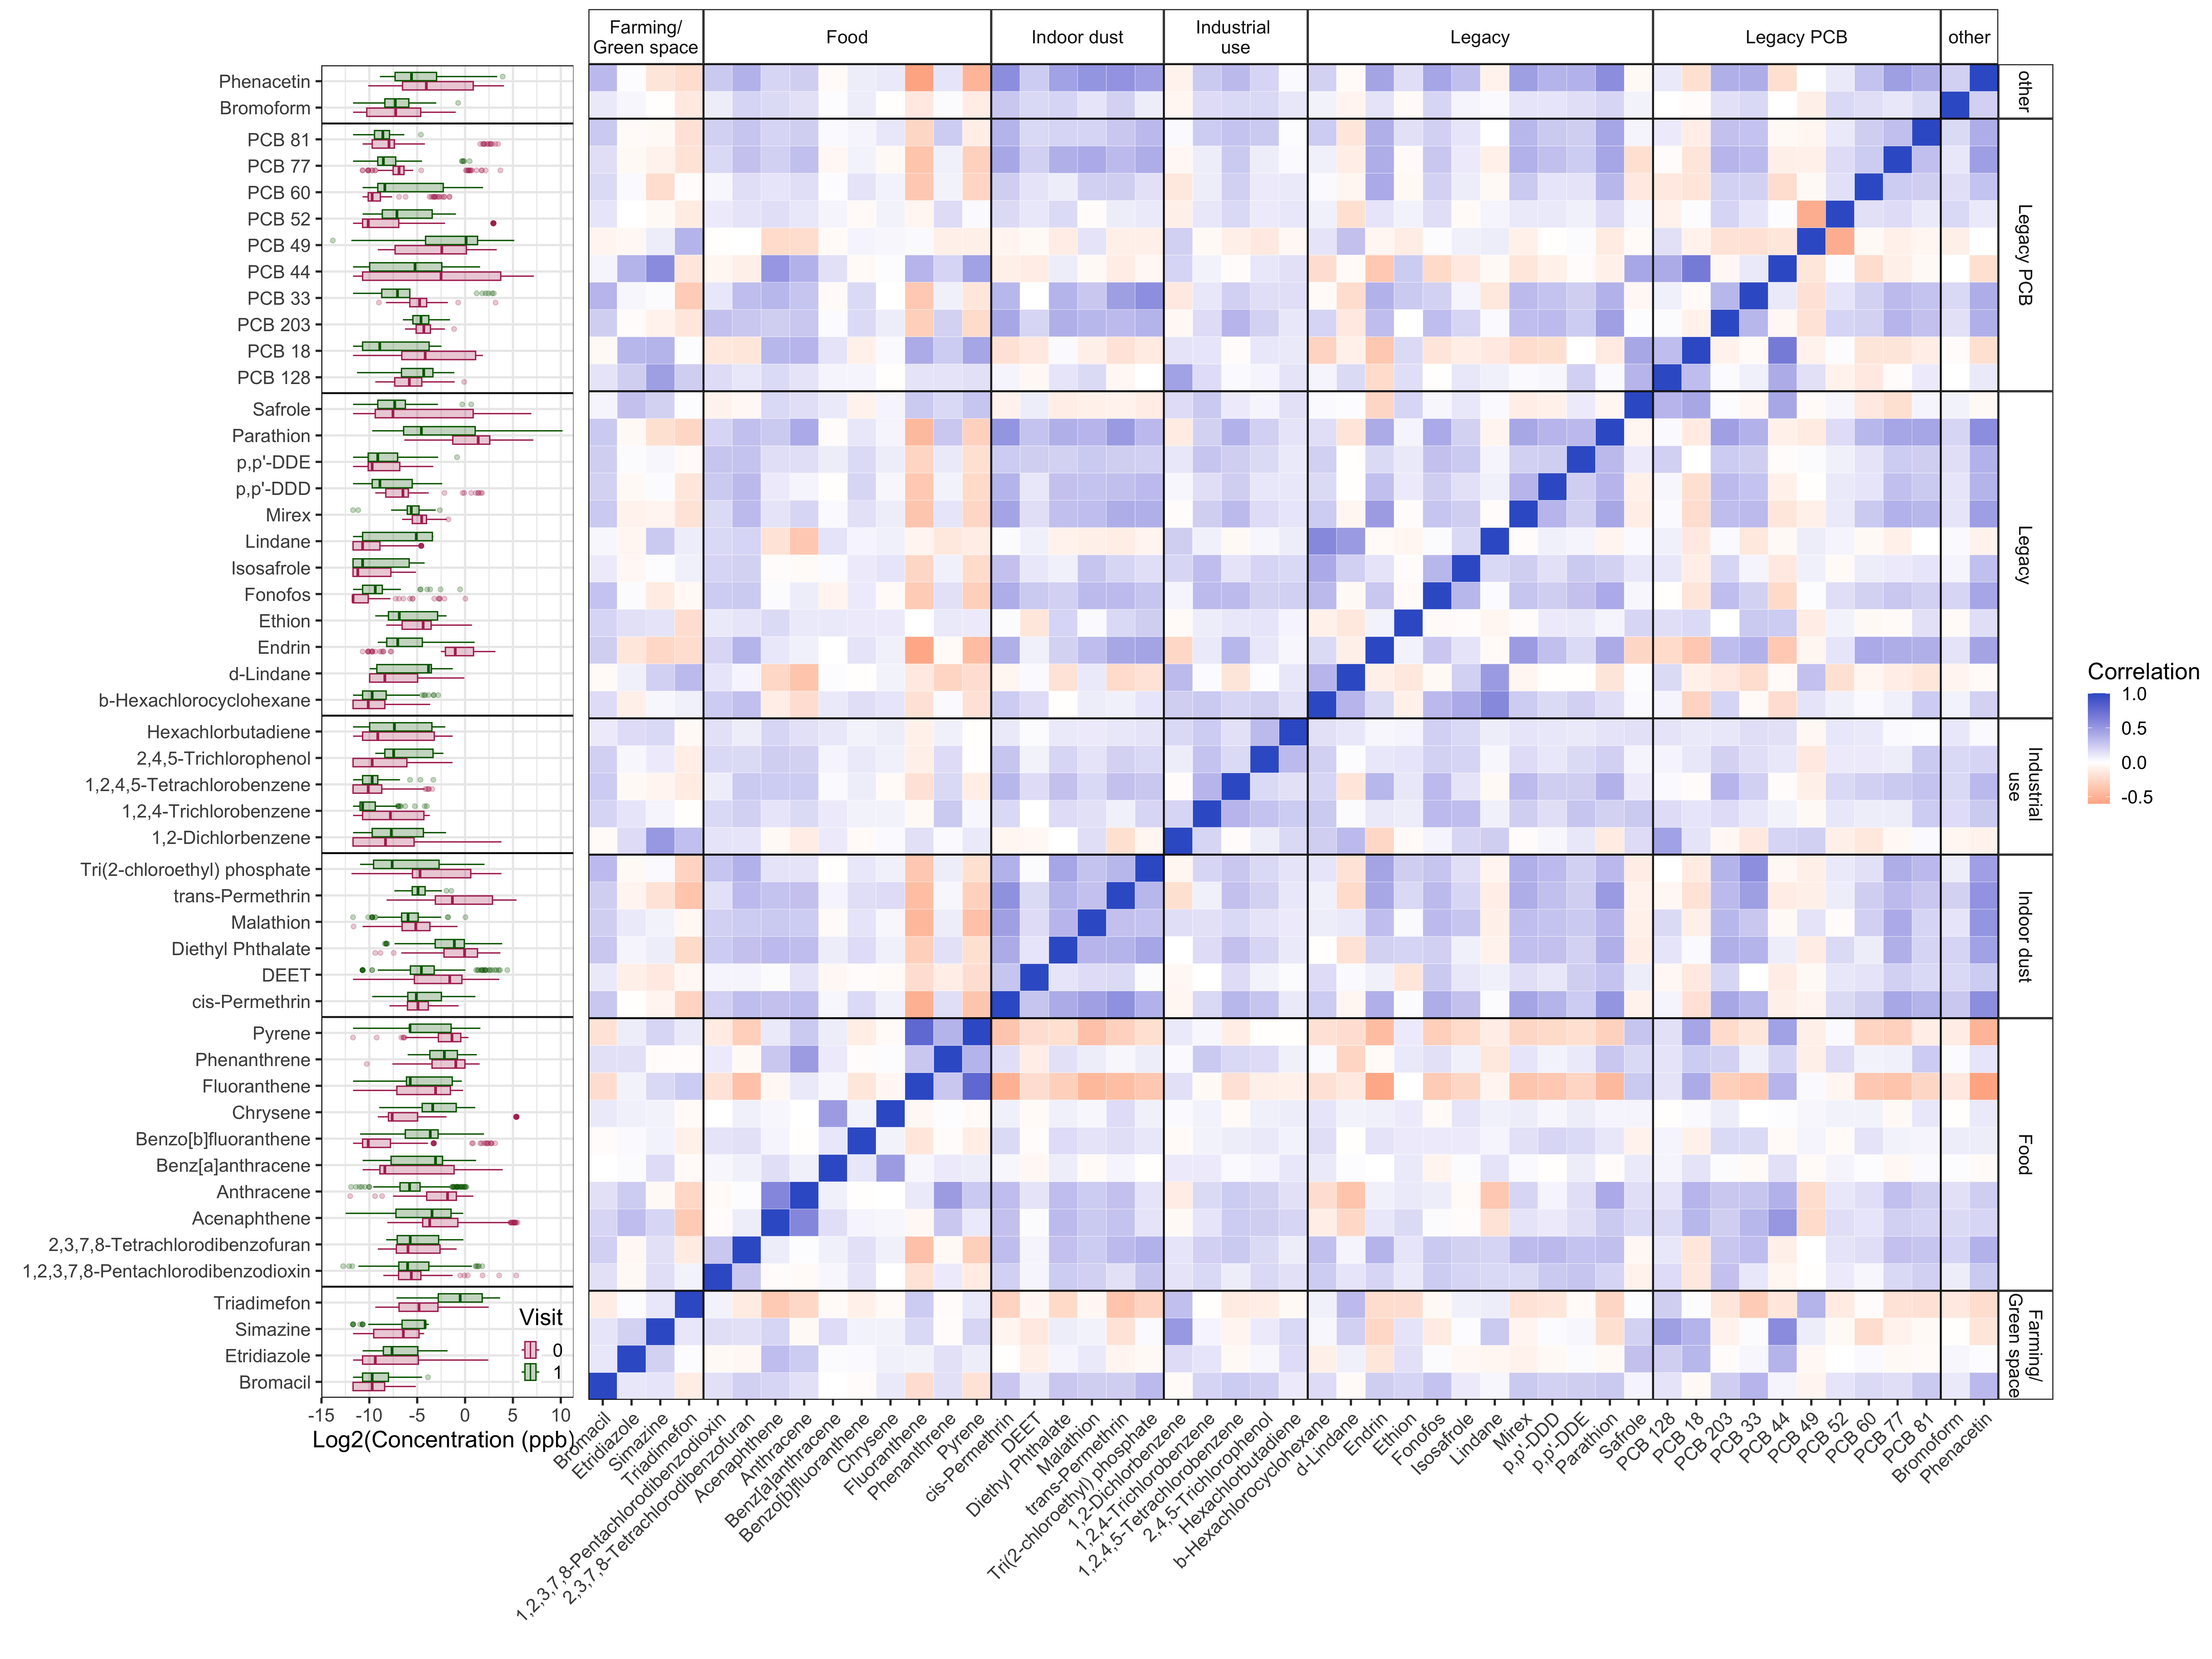 Farming/
Green space
Food
Indoor dust
Industrial
use
Legacy
Legacy PCB
other
Phenacetin
Bromoform
PCB 81
PCB 77
PCB 60
PCB 52
PCB 49
PCB 44
PCB 33
PCB 203
PCB 18
PCB 128
Safrole
Parathion
p,p'-DDE
p,p'-DDD
Mirex
Lindane
Isosafrole
Fonofos
Ethion
Endrin
d-Lindane
b-Hexachlorocyclohexane
Hexachlorbutadiene
2,4,5-Trichlorophenol
1,2,4,5-Tetrachlorobenzene
1,2,4-Trichlorobenzene
1,2-Dichlorbenzene
Tri(2-chloroethyl) phosphate
trans-Permethrin
Malathion
Diethyl Phthalate
DEET
cis-Permethrin
Pyrene
Phenanthrene
Fluoranthene
Chrysene
Benzo[b]fluoranthene
Benz[a]anthracene
Anthracene
Acenaphthene
2,3,7,8-Tetrachlorodibenzofuran
1,2,3,7,8-Pentachlorodibenzodioxin
Triadimefon
Simazine
Etridiazole
Bromacil
Visit
0
1
-15 -10 -5 0 5 10
Log2(Concentration (ppb)
other
Legacy PCB
Legacy
Industrial
use
Indoor dust
Food
Farming/
Green space
Correlation
1.0
0.5
0.0
-0.5
Bromacil
Etridiazole
Simazine
Triadimefon
1,2,3,7,8-Pentachlorodibenzodioxin
2,3,7,8-Tetrachlorodibenzofuran
Acenaphthene
Anthracene
Benz[a]anthracene
Benzo[b]fluoranthene
Chrysene
Fluoranthene
Phenanthrene
Pyrene
cis-Permethrin
DEET
Diethyl Phthalate
Malathion
trans-Permethrin
Tri(2-chloroethyl) phosphate
1,2-Dichlorbenzene
1,2,4-Trichlorobenzene
1,2,4,5-Tetrachlorobenzene
2,4,5-Trichlorophenol
Hexachlorbutadiene
b-Hexachlorocyclohexane
d-Lindane
Endrin
Ethion
Fonofos
Isosafrole
Lindane
Mirex
p,p'-DDD
p,p'-DDE
Parathion
Safrole
PCB 128
PCB 18
PCB 203
PCB 33
PCB 44
PCB 49
PCB 52
PCB 60
PCB 77
PCB 81
Bromoform
Phenacetin